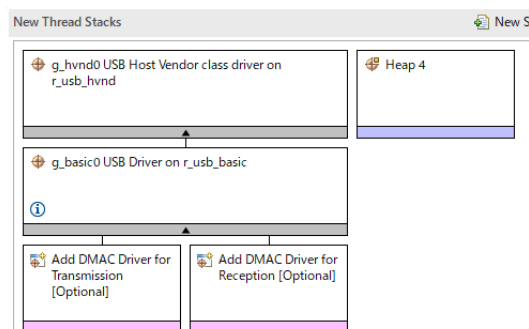 New Thread Stacks
New S
g_hvnd0 USB Host Vendor class driver on
r_usb_hvnd
Heap 4
g_basic0 USB Driver on r_usb_basic
Add DMAC Driver for
Transmission
[Optional]
Add DMAC Driver for
Reception [Optional]